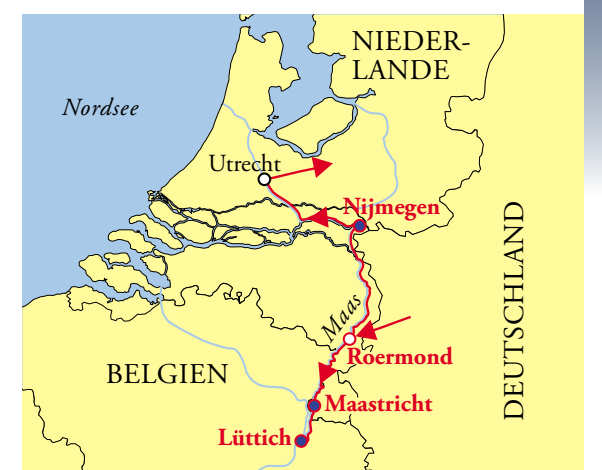 NIEDER-
LANDE
Nordsee
Utrecht
Nijmegen
DEUTSCHLAND
Maas
Roermond
BELGIEN
Maastricht
Lüttich